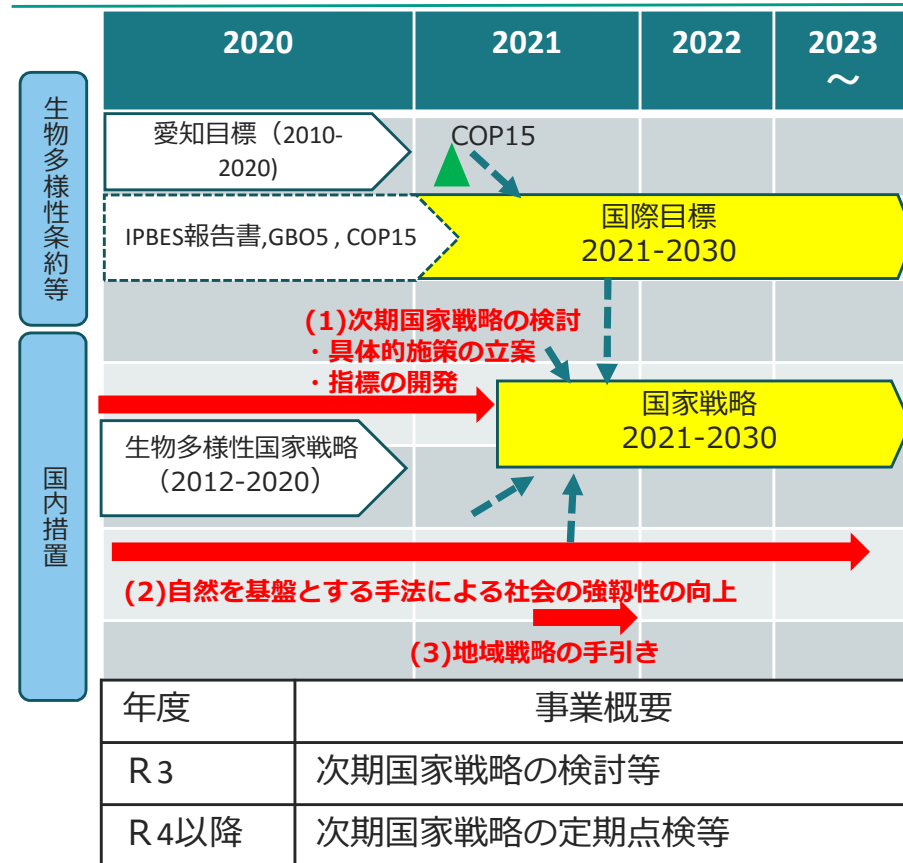 2020
2021
2022
2023
～
生物多様性条約等
愛知目標（2010-
2020)
COP15
IPBES報告書,GBO5 , COP15
国際目標
2021-2030
国内措置
(1)次期国家戦略の検討
・具体的施策の立案
・指標の開発
国家戦略
2021-2030
生物多様性国家戦略
（2012-2020）
(2)自然を基盤とする手法による社会の強靱性の向上
(3)地域戦略の手引き
年度
事業概要
R3
次期国家戦略の検討等
R4以降
次期国家戦略の定期点検等